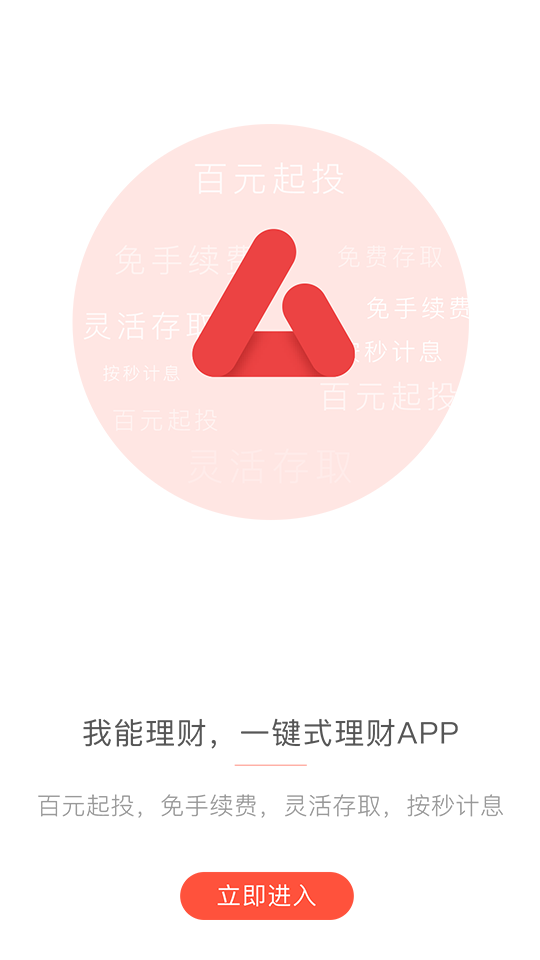 百元起投
免手续费
免费存取
免手续费
灵活存取
按秒计息
按秒计息
百元起投
百元起投
灵活存取
我能理财，一键式理财APP
百元起投，免手续费，灵活存取，按秒计息
立即进入